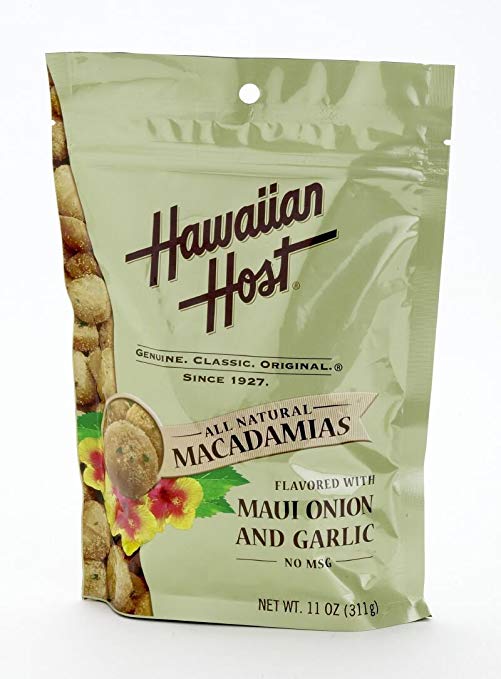 Hawaiian
Host®
GENUINE. CLASSIC. ORIGINAL.®
SINCE 1927.
ALL NATURAL
MACADAMIAS
FLAVORED WITH
MAUI ONION
AND GARLIC
NO MSG
NET WT. 11 OZ (311g)